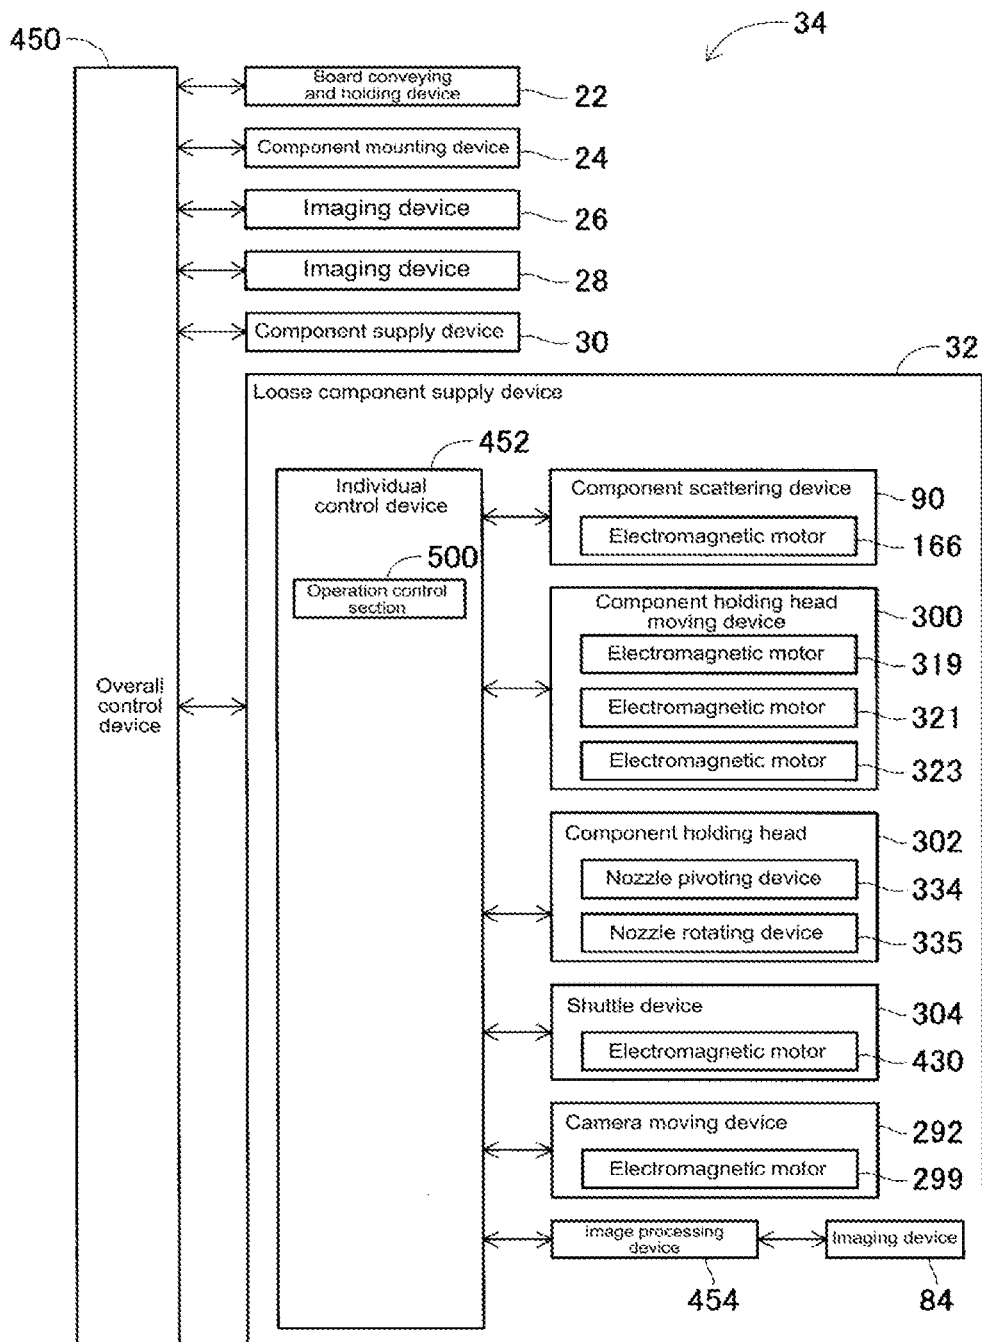 34
450
Board conveying
and holding device
22
Component mounting device
24
Imaging device
26
Imaging device
28
Component supply device
30
32
Loose component supply device
452
Individual
control device
500
Operation control
section
Component scattering device
90
Electromagnetic motor
166
Component holding head
moving device
300
Electromagnetic motor
319
Electromagnetic motor
321
Electromagnetic motor
323
Overall
control
device
Component holding head
302
Nozzle pivoting device
334
Nozzle rotating device
335
Shuttle device
304
Electromagnetic motor
430
Camera moving device
292
Electromagnetic motor
299
Image processing
device
454
Imaging device
84